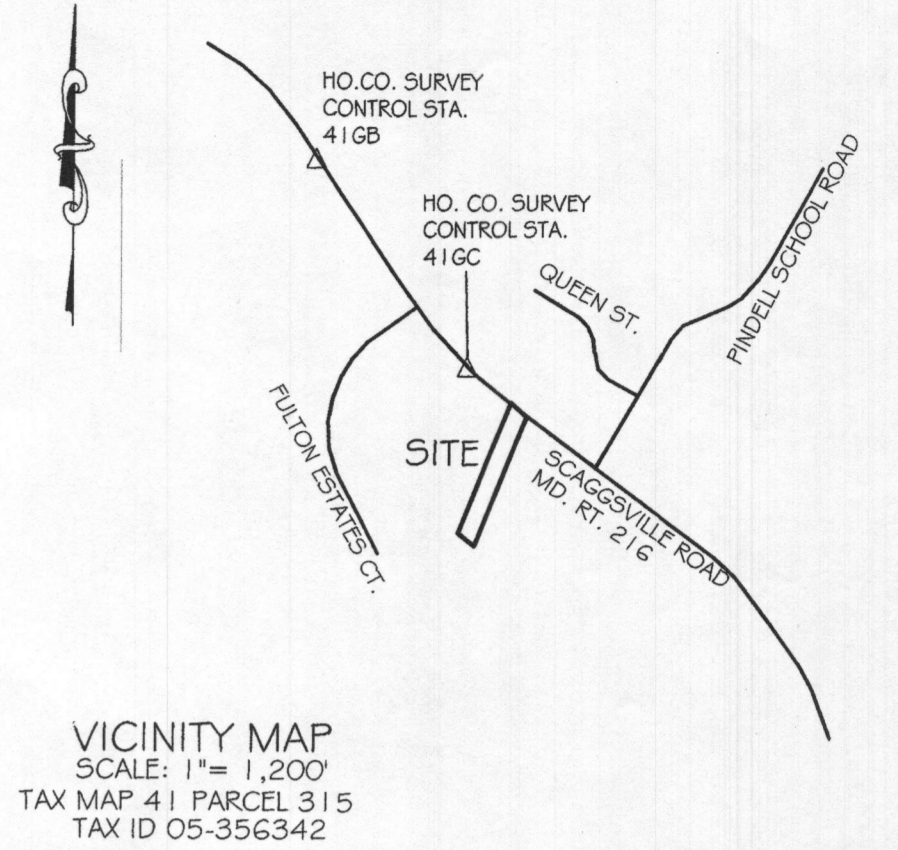 HO.CO. SURVEY
CONTROL STA.
41GB
HO. CO. SURVEY
CONTROL STA.
41GC
QUEEN ST.
PINDELL SCHOOL ROAD
FULTON ESTATES CT.
SITE
SCAGGSVILLE ROAD
MD. RT. 216
VICINITY MAP
SCALE: 1"= 1,200'
TAX MAP 41 PARCEL 315
TAX ID 05-356342